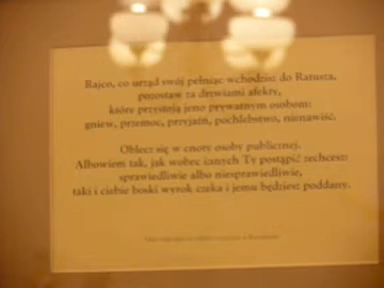 Rajco, co urząd swój pełniąc wchodzisz do Ratusza,
pozostaw za drzwiami afekty,
które przystoją jeno prywatnym osobom:
gniew, przemoc, przyjaźń, pochlebstwo, nienawiść.
Oblecz się w cnoty osoby publicznej.
Albowiem tak, jak wobec innych Ty postąpić zechcesz:
sprawiedliwie albo niesprawiedliwie,
taki i ciebie boski wyrok czeka i jemu będziesz poddany.